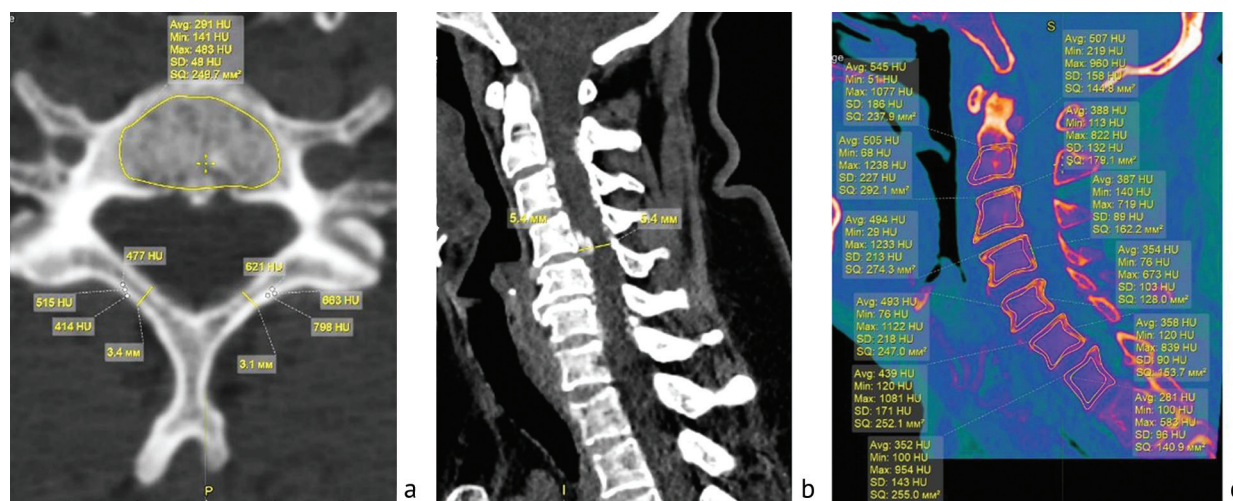 e
Avg: 291 HU
Min: 141 HU
Max: 483 HU
SD: 48 HU
SQ: 249.7 мм²
477 HU
515 HU
414 HU
3.4 мм
621 HU
663 HU
798 HU
3.1 мм
P
a
e
5.4 мм
5.4 мм
I
b
ge
S
Avg: 545 HU
Min: 51 HU
Max: 1077 HU
SD: 186 HU
SQ: 237.9 мм²
Avg: 505 HU
Min: 68 HU
Max: 1238 HU
SD: 227 HU
SQ: 292.1 мм²
Avg: 494 HU
Min: 29 HU
Max: 1233 HU
SD: 213 HU
SQ: 274.3 мм²
Avg: 493 HU
Min: 76 HU
Max: 1122 HU
SD: 218 HU
SQ: 247.0 мм²
Avg: 439 HU
Min: 120 HU
Max: 1081 HU
SD: 171 HU
SQ: 252.1 мм²
Avg: 352 HU
Min: 100 HU
Max: 954 HU
SD: 143 HU
SQ: 255.0 мм²
Avg: 507 HU
Min: 219 HU
Max: 960 HU
SD: 158 HU
SQ: 144.8 мм²
Avg: 388 HU
Min: 113 HU
Max: 822 HU
SD: 132 HU
SQ: 179.1 мм²
Avg: 387 HU
Min: 140 HU
Max: 719 HU
SD: 89 HU
SQ: 162.2 мм²
Avg: 354 HU
Min: 76 HU
Max: 673 HU
SD: 103 HU
SQ: 128.0 мм²
Avg: 358 HU
Min: 120 HU
Max: 839 HU
SD: 90 HU
SQ: 153.7 мм²
Avg: 281 HU
Min: 100 HU
Max: 583 HU
SD: 96 HU
SQ: 140.9 мм²